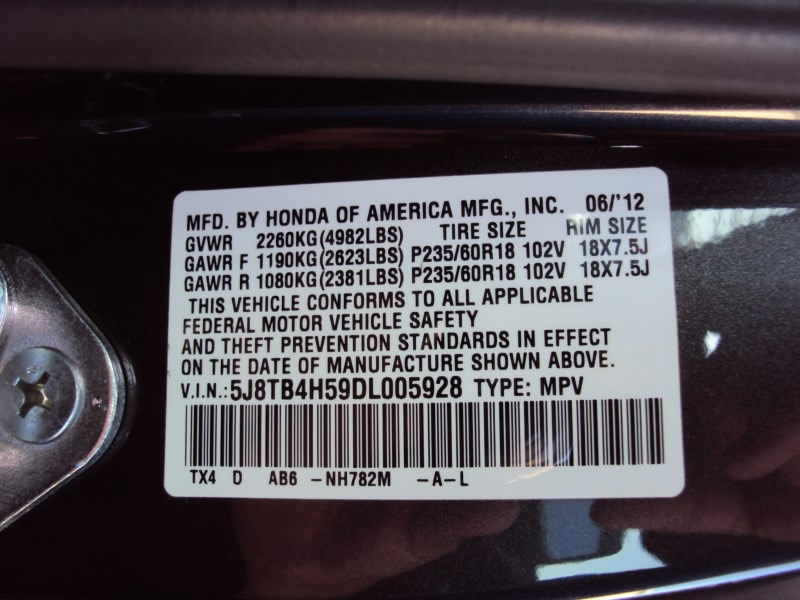 MFD. BY HONDA OF AMERICA MFG., INC. 06/'12
GVWR 2260KG(4982LBS) TIRE SIZE RIM SIZE
GAWR F 1190KG(2623LBS) P235/60R18 102V 18X7.5J
GAWR R 1080KG(2381LBS) P235/60R18 102V 18X7.5J
THIS VEHICLE CONFORMS TO ALL APPLICABLE
FEDERAL MOTOR VEHICLE SAFETY
AND THEFT PREVENTION STANDARDS IN EFFECT
ON THE DATE OF MANUFACTURE SHOWN ABOVE.
V.I.N.:5J8TB4H59DL005928 TYPE: MPV
TX4 D AB6 -NH782M -A-L